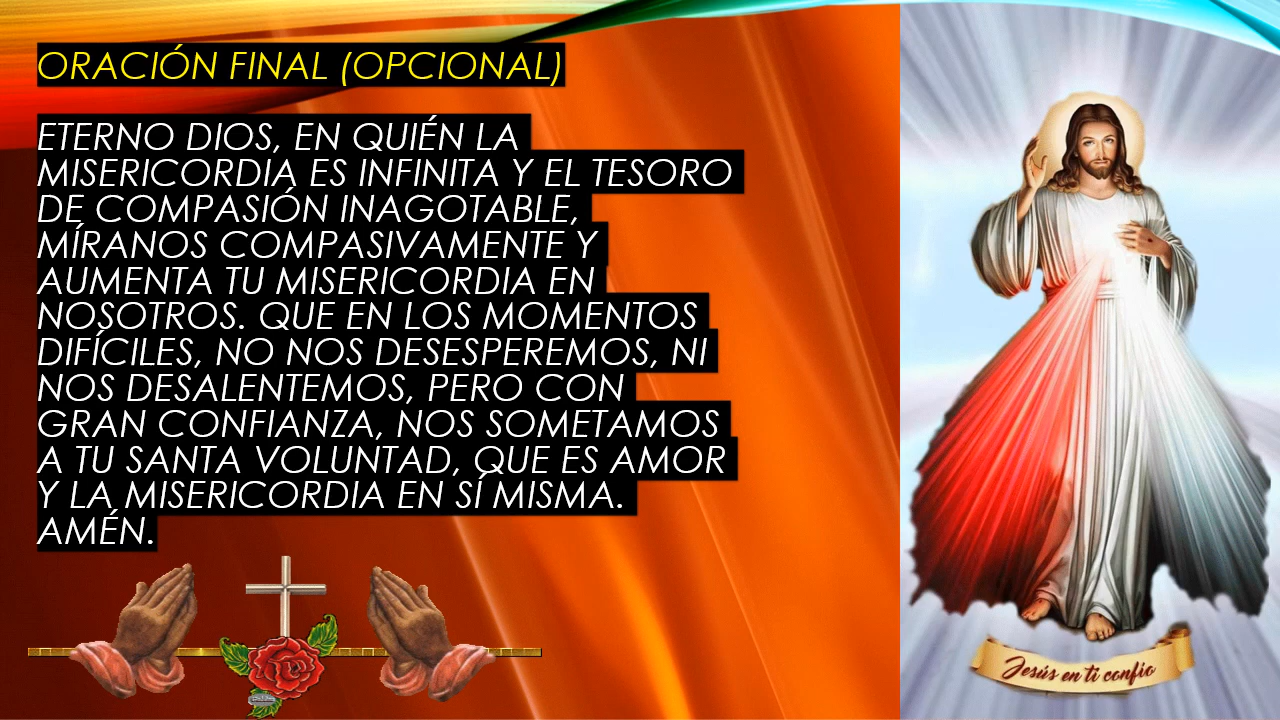 ORACIÓN FINAL (OPCIONAL)
ETERNO DIOS, EN QUIÉN LA
MISERICORDIA ES INFINITA Y EL TESORO
DE COMPASIÓN INAGOTABLE,
MÍRANOS COMPASIVAMENTE Y
AUMENTA TU MISERICORDIA EN
NOSOTROS. QUE EN LOS MOMENTOS
DIFÍCILES, NO NOS DESESPEREMOS, NI
NOS DESALENTEMOS, PERO CON
GRAN CONFIANZA, NOS SOMETAMOS
A TU SANTA VOLUNTAD, QUE ES AMOR
Y LA MISERICORDIA EN SÍ MISMA.
AMÉN.
Jesús en ti confío